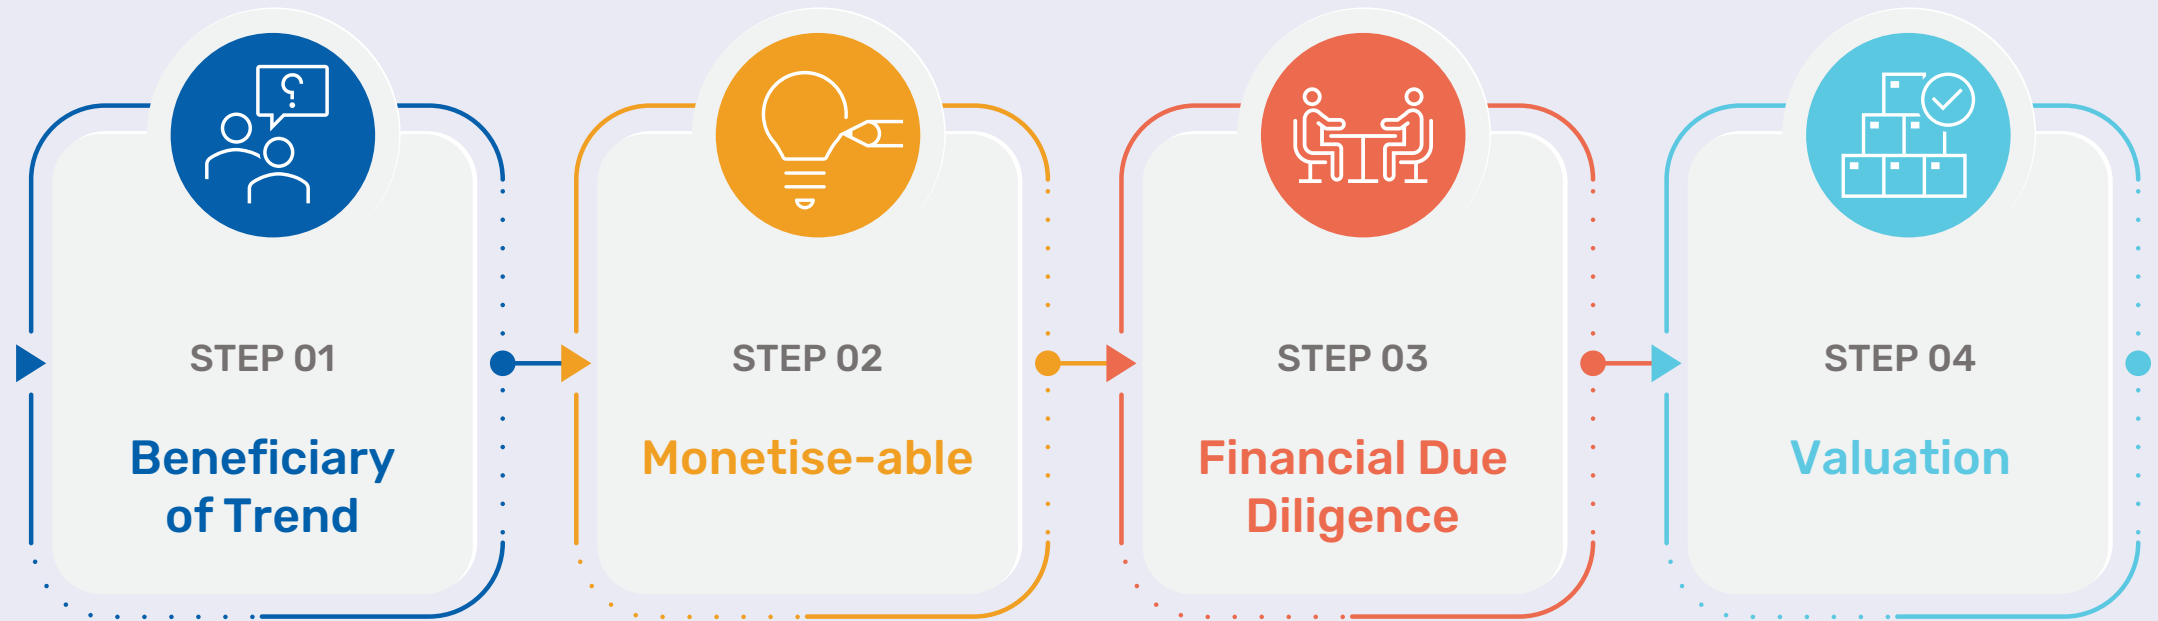 STEP 01
Beneficiary
of Trend
STEP 02
Monetise-able
STEP 03
Financial Due
Diligence
STEP 04
Valuation